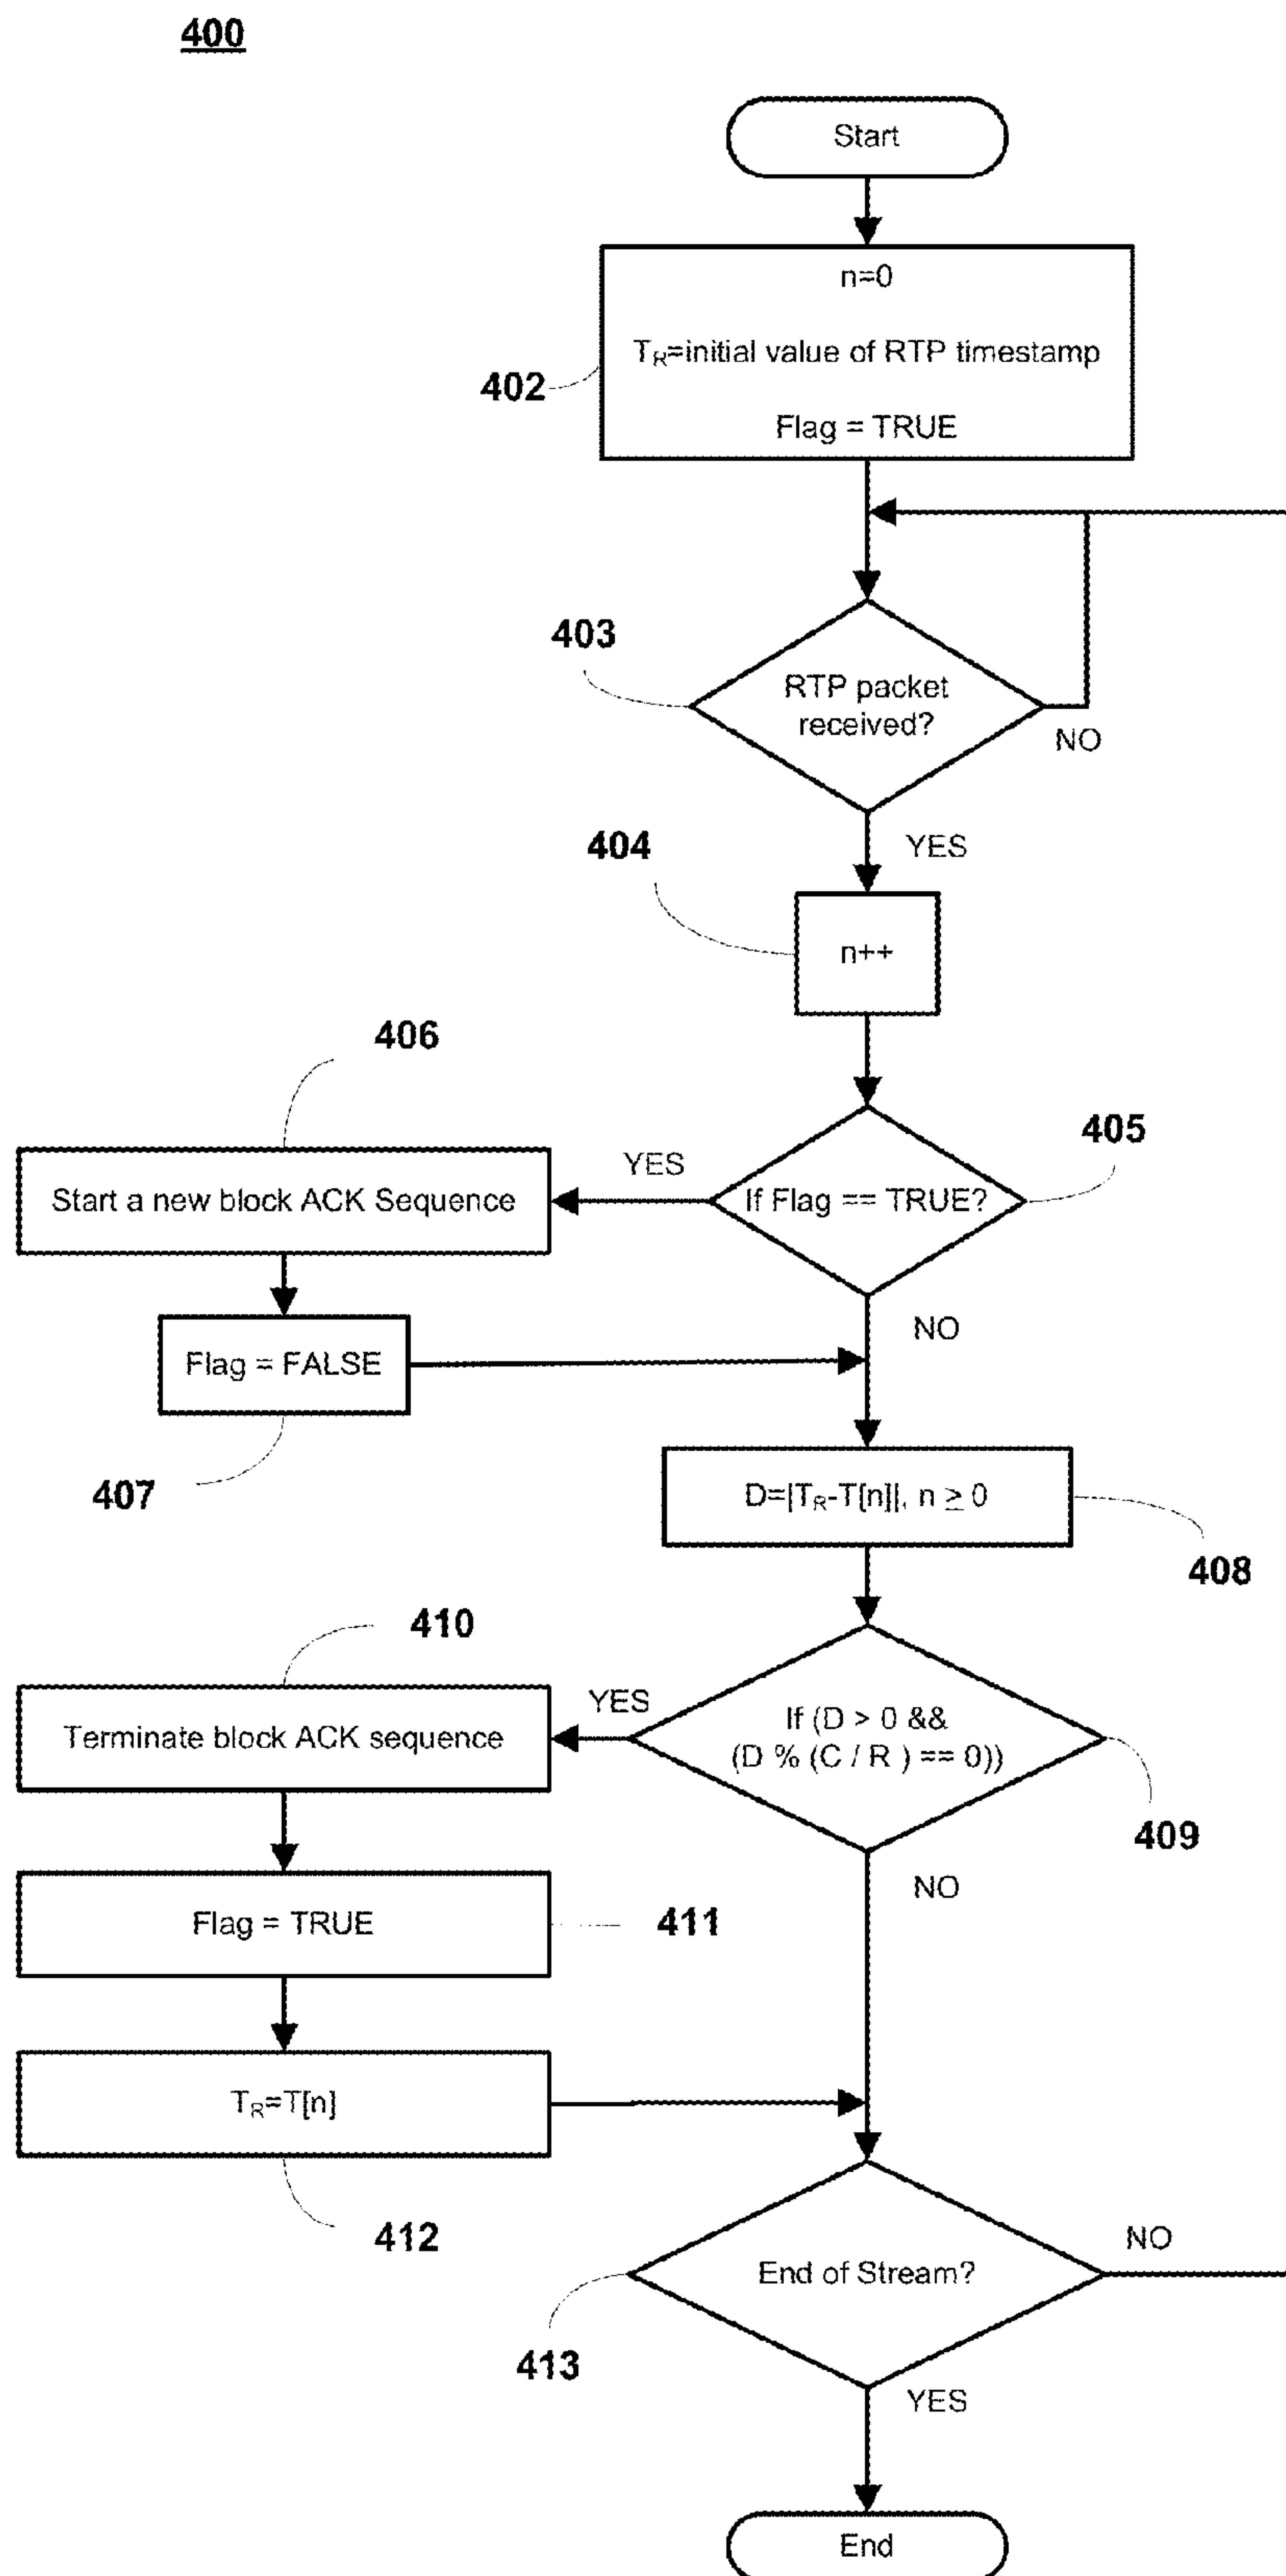 400
Start
n=0
T_R=initial value of RTP timestamp
Flag = TRUE
402
403
RTP packet
received?
NO
YES
404
n++
406
405
YES
If Flag == TRUE?
Start a new block ACK Sequence
NO
Flag = FALSE
407
D=|T_R-T[n]|, n ≥ 0
408
410
YES
If (D > 0 &&
(D % (C / R ) == 0))
Terminate block ACK sequence
409
NO
Flag = TRUE
411
T_R=T[n]
412
NO
End of Stream?
413
YES
End